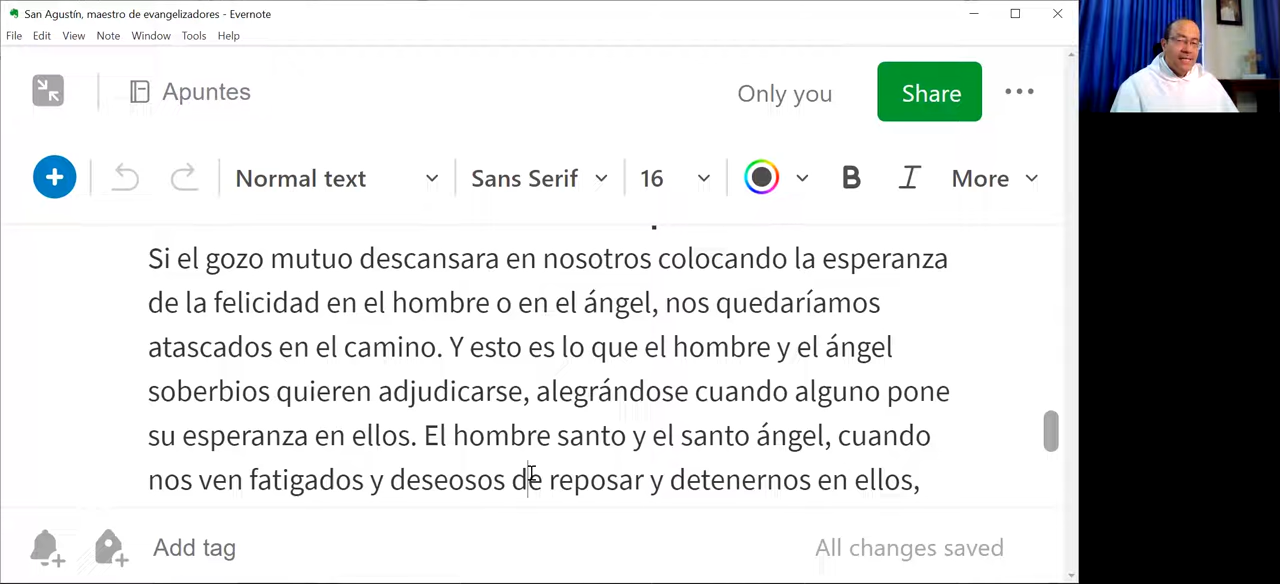 San Agustín, maestro de evangelizadores - Evernote
File Edit View Note Window Tools Help
Apuntes
Only you
Share
Normal text
Sans Serif
16
B
I
More
Si el gozo mutuo descansara en nosotros colocando la esperanza
de la felicidad en el hombre o en el ángel, nos quedaríamos
atascados en el camino. Y esto es lo que el hombre y el ángel
soberbios quieren adjudicarse, alegrándose cuando alguno pone
su esperanza en ellos. El hombre santo y el santo ángel, cuando
nos ven fatigados y deseosos de reposar y detenernos en ellos,
Add tag
All changes saved